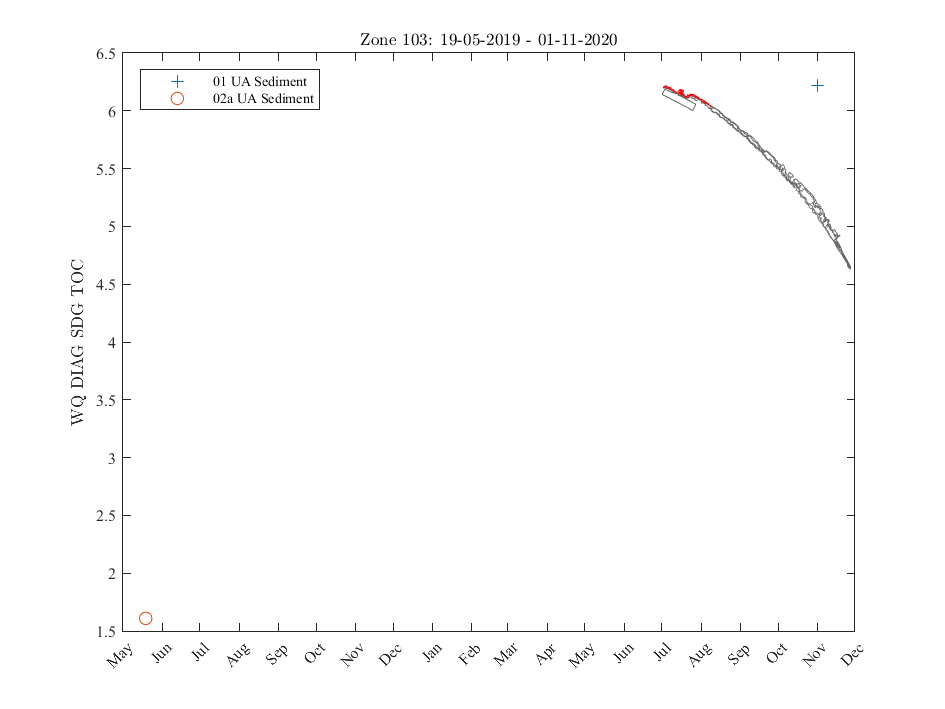 Zone 103: 19-05-2019 - 01-11-2020
6.5
6
5.5
5
4.5
4
3.5
3
2.5
2
1.5
WQ DIAG SDG TOC
01 UA Sediment
02a UA Sediment
May Jun Jul Aug Sep Oct Nov Dec Jan Feb Mar Apr May Jun Jul Aug Sep Oct Nov Dec